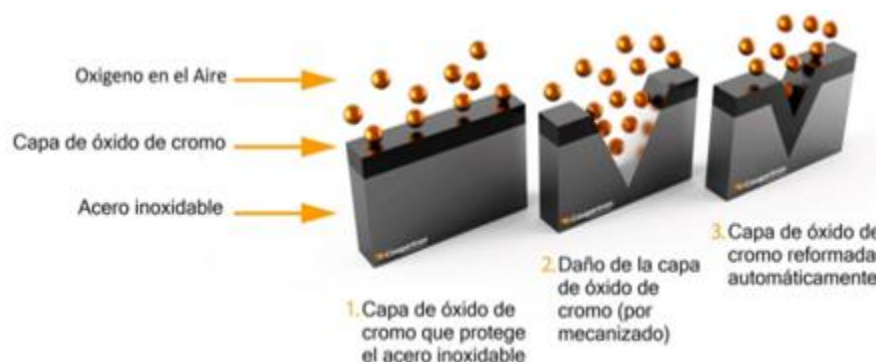 Oxigeno en el Aire
Capa de óxido de cromo
Acero inoxidable
1. Capa de óxido de
cromo que protege
el acero inoxidable
2. Daño de la capa
de óxido de
cromo (por
mecanizado)
3. Capa de óxido de
cromo reformada
automáticamente